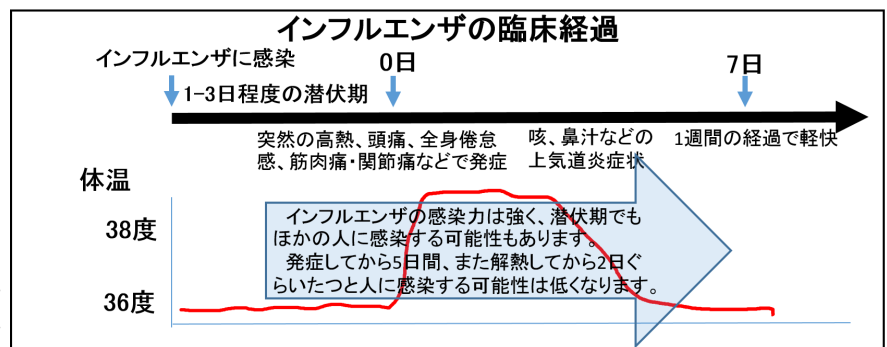 インフルエンザの臨床経過
インフルエンザに感染
0日
7日
1-3日程度の潜伏期
突然の高熱、頭痛、全身倦怠
感、筋肉痛・関節痛などで発症
咳、鼻汁などの
上気道炎症状
1週間の経過で軽快
体温
38度
36度
インフルエンザの感染力は強く、潜伏期でも
ほかの人に感染する可能性もあります。
発症してから5日間、また解熱してから2日ぐ
らいたつと人に感染する可能性は低くなります。